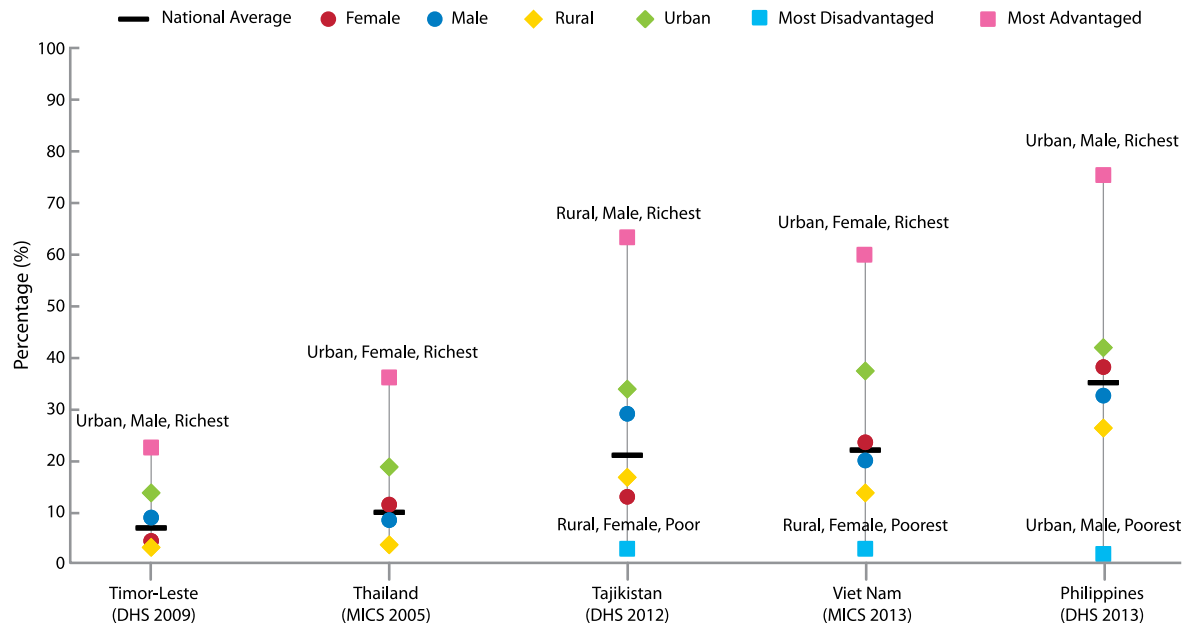 National Average Female Male Rural Urban Most Disadvantaged Most Advantaged
Percentage (%)
100
90
80
70
60
50
40
30
20
10
0
Urban, Male, Richest
Urban, Female, Richest
Rural, Male, Richest
Rural, Female, Poor
Urban, Female, Richest
Rural, Female, Poorest
Urban, Male, Richest
Urban, Male, Poorest
Timor-Leste
(DHS 2009)
Thailand
(MICS 2005)
Tajikistan
(DHS 2012)
Viet Nam
(MICS 2013)
Philippines
(DHS 2013)